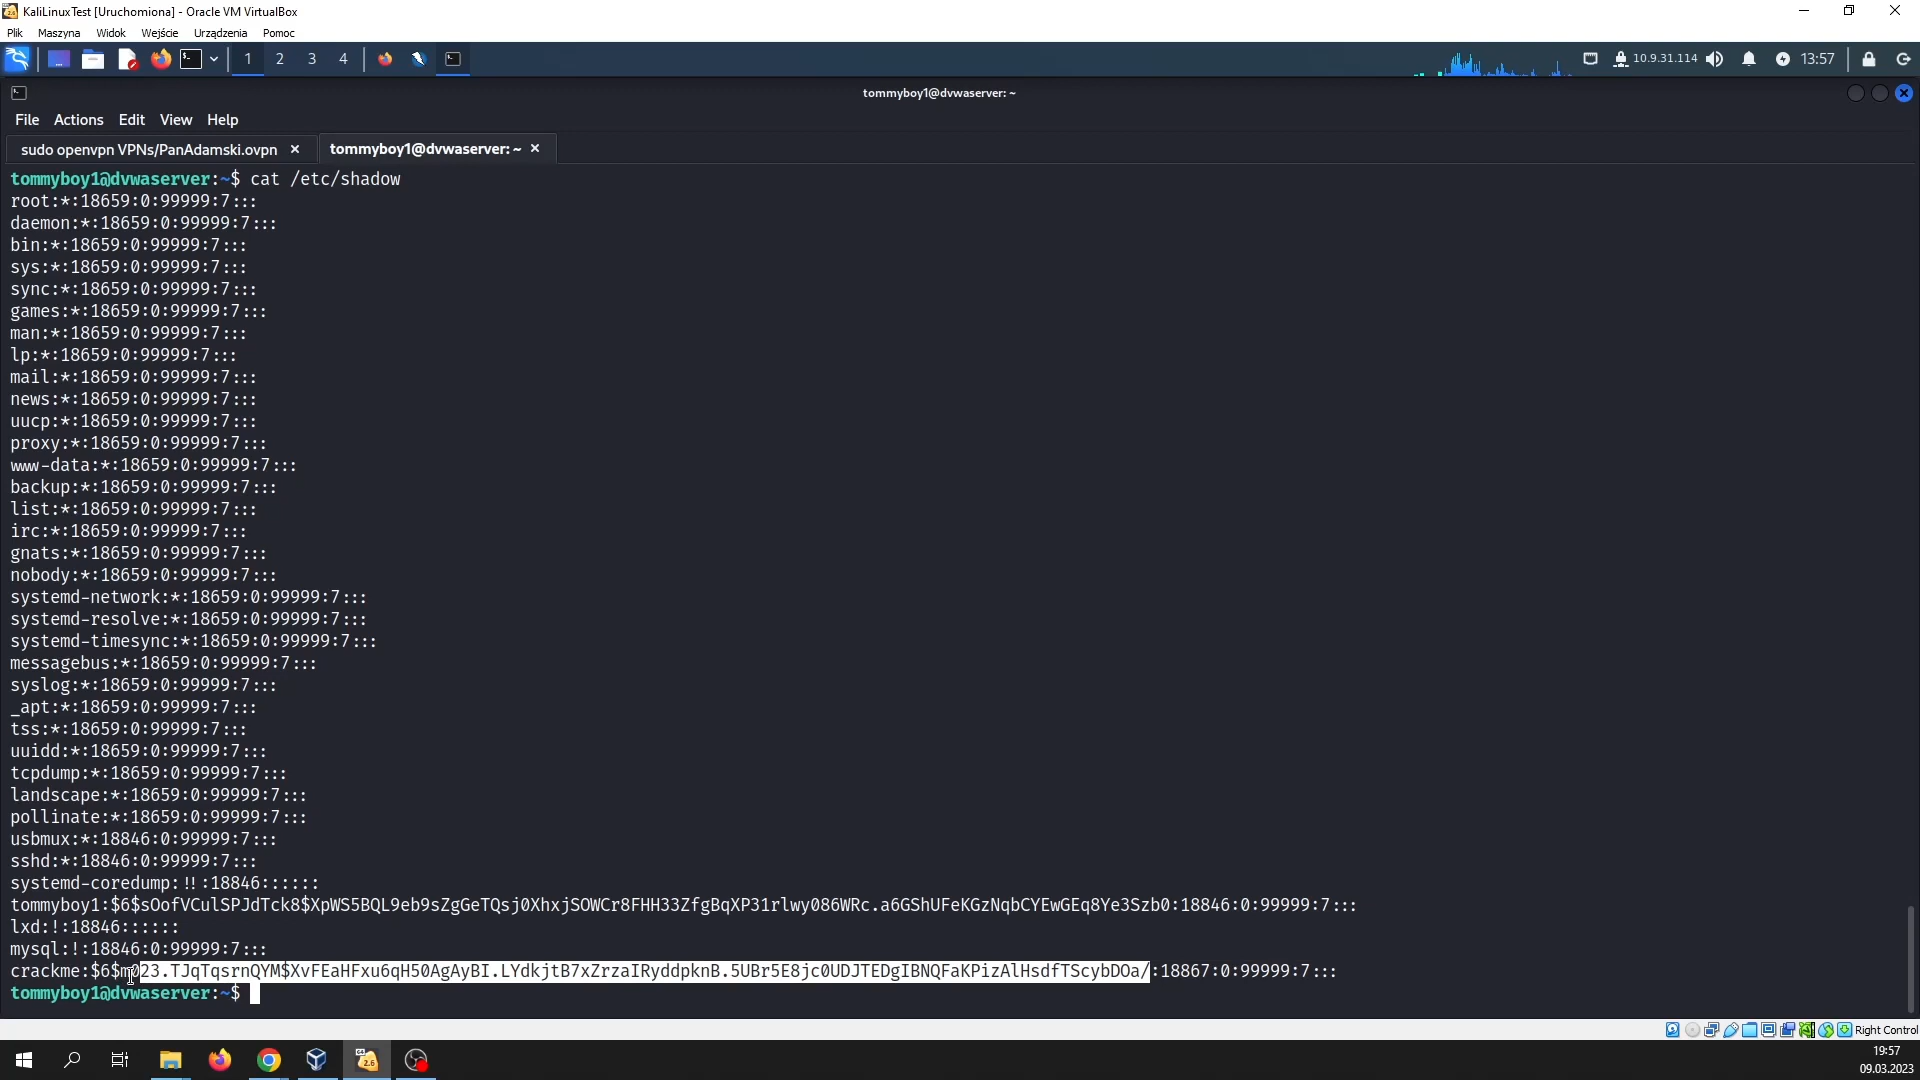 KaliLinuxTest [Uruchomiona] - Oracle VM VirtualBox
Plik Maszyna Widok Wejście Urządzenia Pomoc
1 2 3 4 10.9.31.114 13:57
tommyboy1@dvwaserver: ~
File Actions Edit View Help
sudo openvpn VPNs/PanAdamski.ovpn × tommyboy1@dvwaserver: ~ ×
tommyboy1@dvwaserver:~$ cat /etc/shadow
root:*:18659:0:99999:7:::
daemon:*:18659:0:99999:7:::
bin:*:18659:0:99999:7:::
sys:*:18659:0:99999:7:::
sync:*:18659:0:99999:7:::
games:*:18659:0:99999:7:::
man:*:18659:0:99999:7:::
lp:*:18659:0:99999:7:::
mail:*:18659:0:99999:7:::
news:*:18659:0:99999:7:::
uucp:*:18659:0:99999:7:::
proxy:*:18659:0:99999:7:::
www-data:*:18659:0:99999:7:::
backup:*:18659:0:99999:7:::
list:*:18659:0:99999:7:::
irc:*:18659:0:99999:7:::
gnats:*:18659:0:99999:7:::
nobody:*:18659:0:99999:7:::
systemd-network:*:18659:0:99999:7:::
systemd-resolve:*:18659:0:99999:7:::
systemd-timesync:*:18659:0:99999:7:::
messagebus:*:18659:0:99999:7:::
syslog:*:18659:0:99999:7:::
_apt:*:18659:0:99999:7:::
tss:*:18659:0:99999:7:::
uuidd:*:18659:0:99999:7:::
tcpdump:*:18659:0:99999:7:::
landscape:*:18659:0:99999:7:::
pollinate:*:18659:0:99999:7:::
usbmux:*:18846:0:99999:7:::
sshd:*:18846:0:99999:7:::
systemd-coredump:!!:18846::::::
tommyboy1:$6$sOofVCulSPJdTck8$XpWS5BQL9eb9sZgGeTQsj0XhxjSOWCr8FHH33ZfgBqXP31rlwy086WRc.a6GShUFeKGzNqbCYEwGEq8Ye3Szb0:18846:0:99999:7:::
lxd:!:18846::::::
mysql:!:18846:0:99999:7:::
crackme:$6$m023.TJqTqsrnQYM$XvFEaHFxu6qH50AgAyBI.LYdkjtB7xZrzaIRyddpknB.5UBr5E8jc0UDJTEDgIBNQFaKPizAlHsdfTScybDOa/:18867:0:99999:7:::
tommyboy1@dvwaserver:~$
Right Control
19:57
09.03.2023